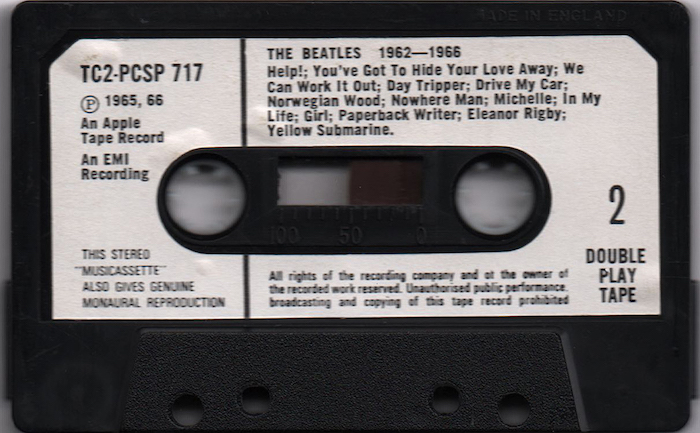 MADE IN ENGLAND
TC2-PCSP 717
Ⓟ 1965, 66
An Apple
Tape Record
An EMI
Recording
THIS STEREO
"MUSICASSETTE"
ALSO GIVES GENUINE
MONAURAL REPRODUCTION
THE BEATLES 1962—1966
Help!; You've Got To Hide Your Love Away; We
Can Work It Out; Day Tripper; Drive My Car;
Norwegian Wood; Nowhere Man; Michelle; In My
Life; Girl; Paperback Writer; Eleanor Rigby;
Yellow Submarine.
100 50 0
All rights of the recording company and ot the owner of
the recorded work reserved. Unauthorised public performance,
broadcasting and copying of this tape record prohibited
2
DOUBLE
PLAY
TAPE